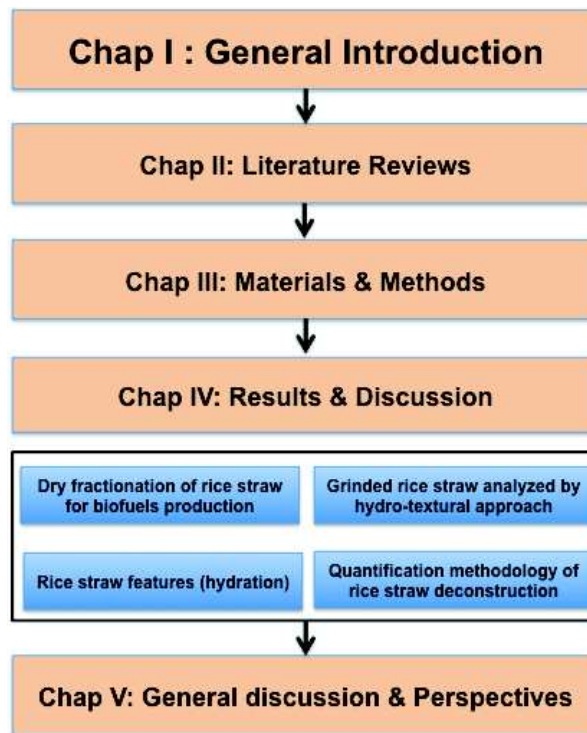 Chap I : General Introduction
Chap II: Literature Reviews
Chap III: Materials & Methods
Chap IV: Results & Discussion
Dry fractionation of rice straw
for biofuels production
Grinded rice straw analyzed by
hydro-textural approach
Rice straw features (hydration)
Quantification methodology of
rice straw deconstruction
Chap V: General discussion & Perspectives